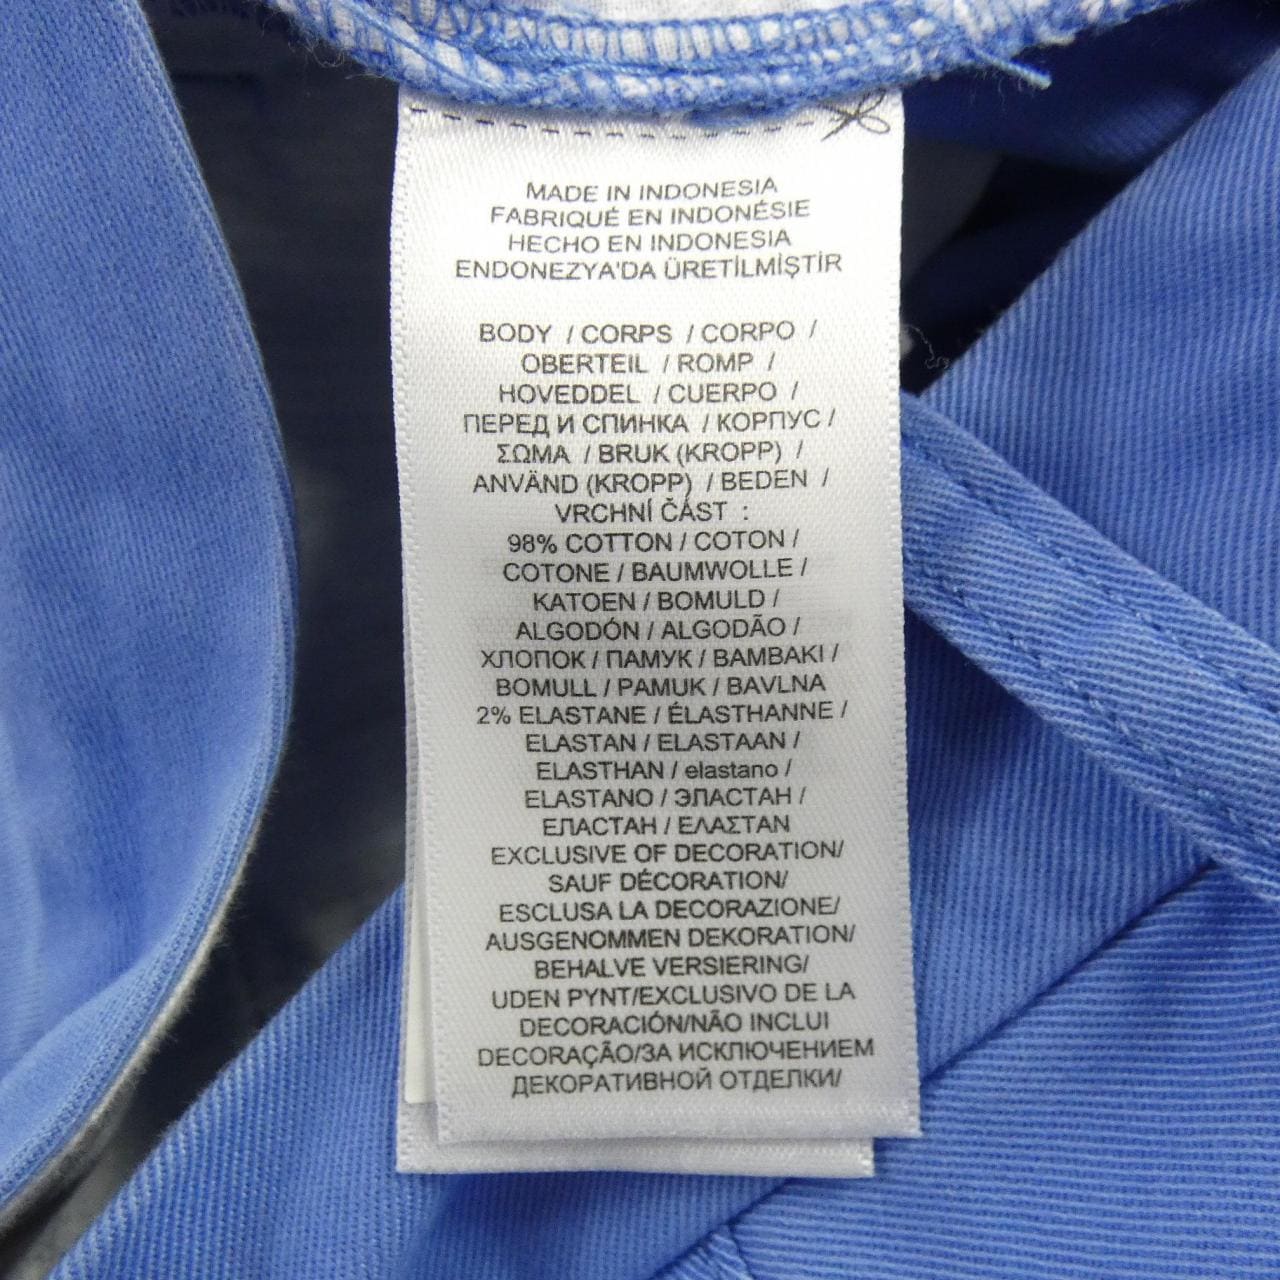 MADE IN INDONESIA
FABRIQUÉ EN INDONÉSIE
HECHO EN INDONESIA
ENDONEZYA'DA ÜRETİLMİŞTİR
BODY / CORPS / CORPO /
OBERTEIL / ROMP /
HOVEDDEL / CUERPO /
ПЕРЕД И СПИНКА / КОРПУС /
ΣΩΜΑ / BRUK (KROPP) /
ANVÄND (KROPP) / BEDEN /
VRCHNÍ ČÁST :
98% COTTON / COTON /
COTONE / BAUMWOLLE /
KATOEN / BOMULD /
ALGODÓN / ALGODÃO /
ХЛОПОК / ПАМУК / BAMBAKI /
BOMULL / PAMUK / BAVLNA
2% ELASTANE / ÉLASTHANNE /
ELASTAN / ELASTAAN /
ELASTHAN / elastano /
ELASTANO / ЭЛАСТАН /
ЕЛАСТАН / ΕΛΑΣΤΑΝ
EXCLUSIVE OF DECORATION/
SAUF DÉCORATION/
ESCLUSA LA DECORAZIONE/
AUSGENOMMEN DEKORATION/
BEHALVE VERSIERING/
UDEN PYNT/EXCLUSIVO DE LA
DECORACIÓN/NÃO INCLUI
DECORAÇÃO/ЗА ИСКЛЮЧЕНИЕМ
ДЕКОРАТИВНОЙ ОТДЕЛКИ/